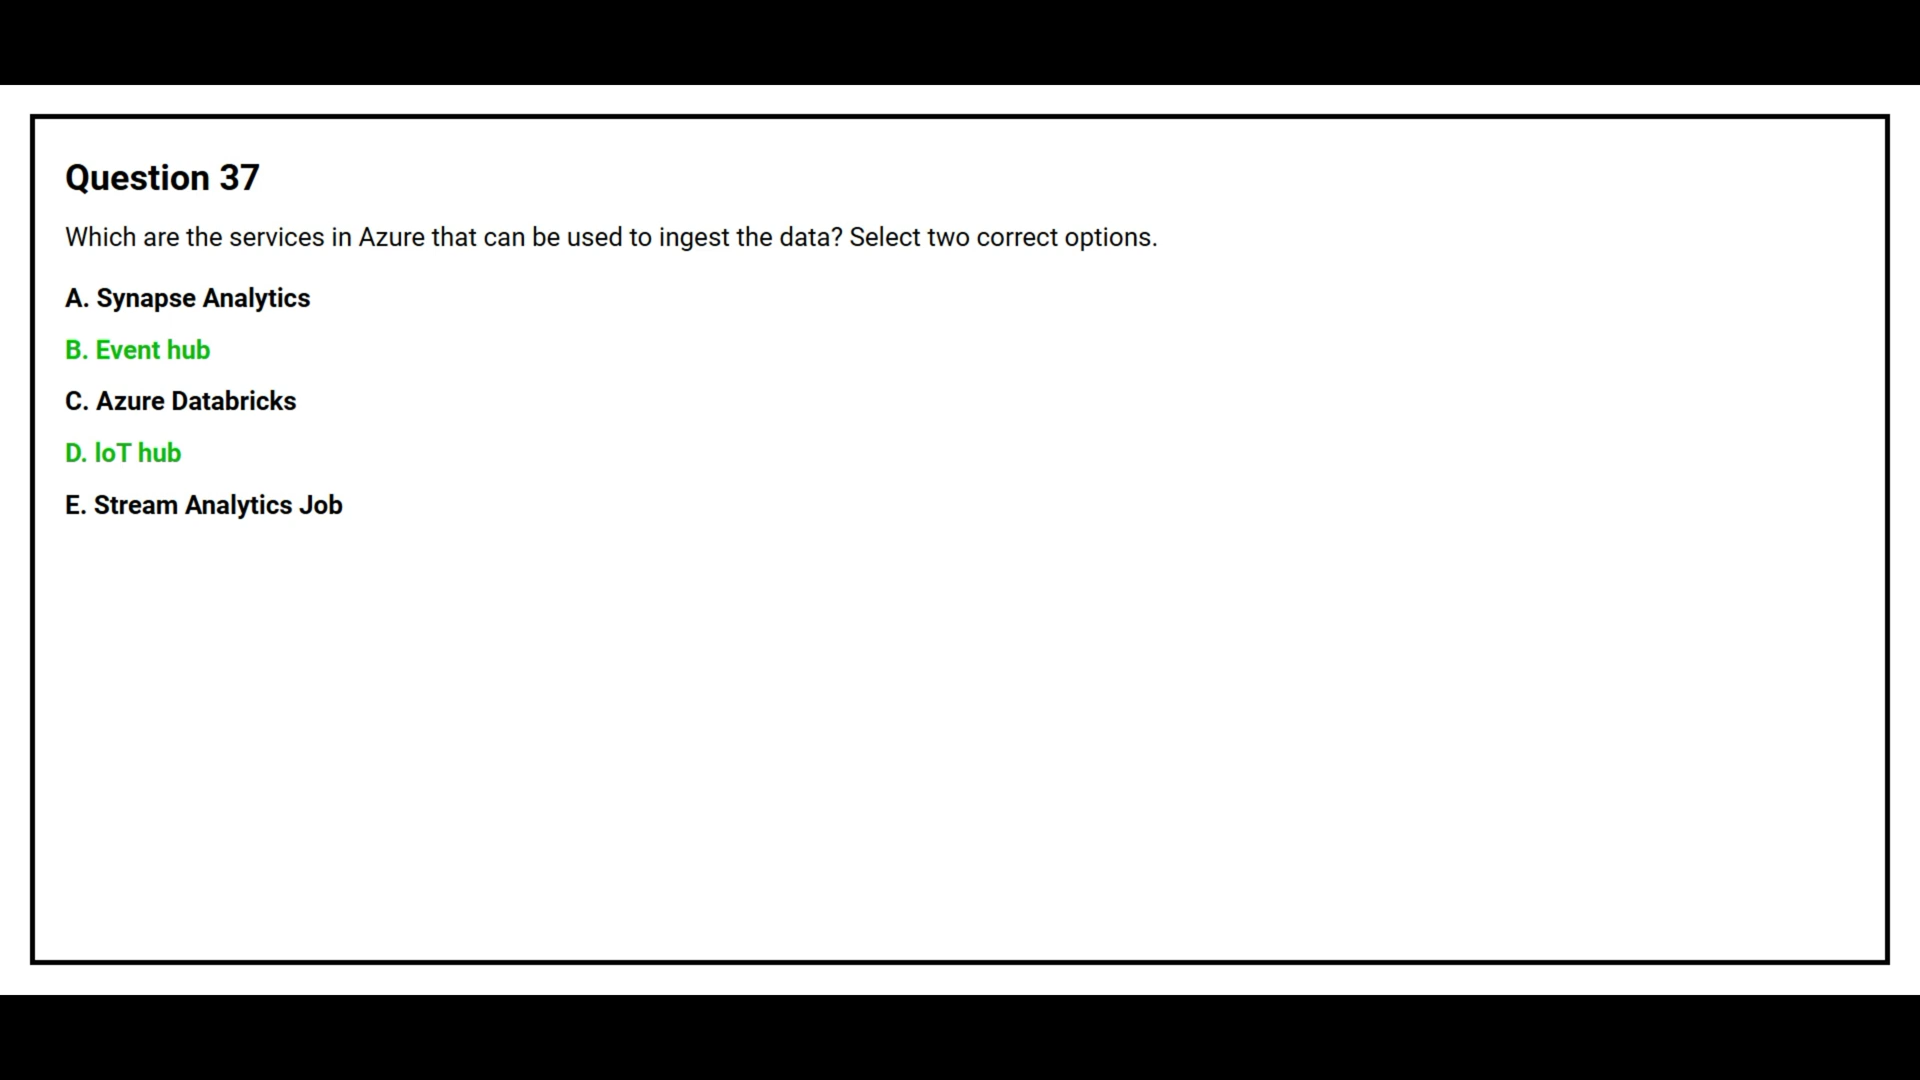 Question 37
Which are the services in Azure that can be used to ingest the data? Select two correct options.
A. Synapse Analytics
B. Event hub
C. Azure Databricks
D. IoT hub
E. Stream Analytics Job